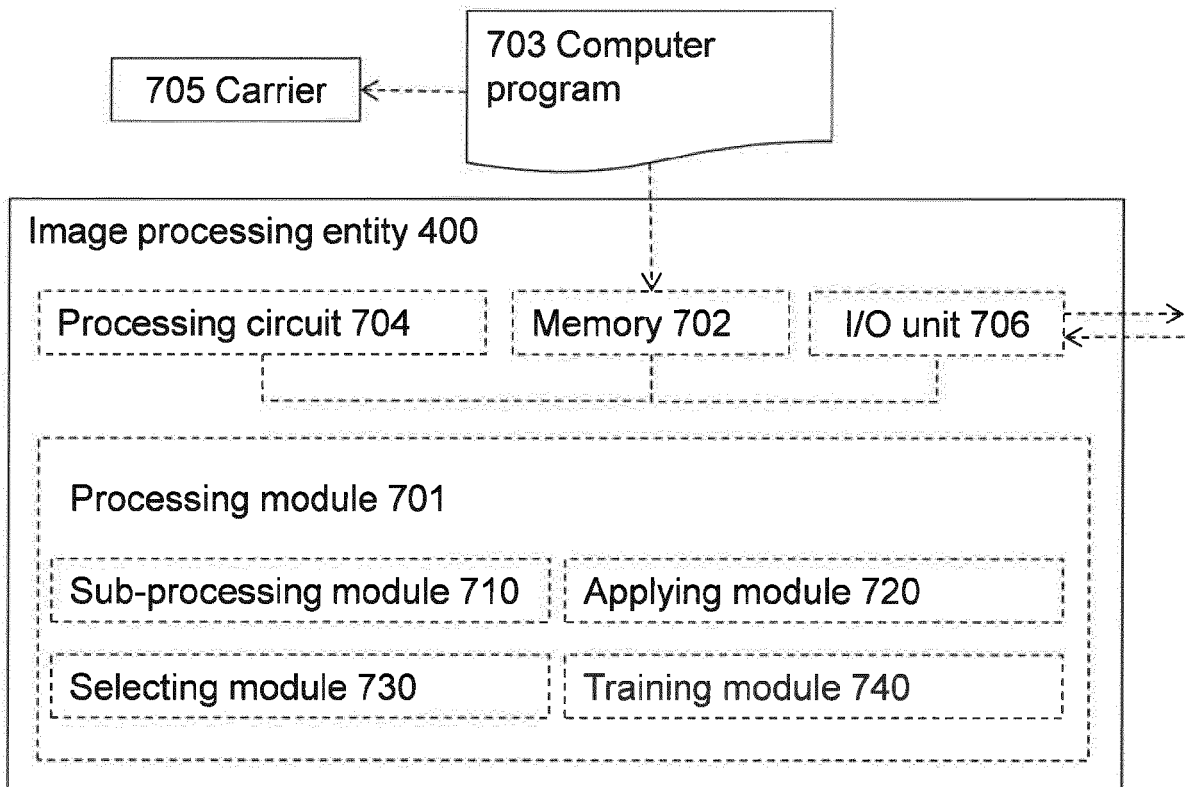 703 Computer
program
705 Carrier
Image processing entity 400
Processing circuit 704
Memory 702
I/O unit 706
Processing module 701
Sub-processing module 710
Applying module 720
Selecting module 730
Training module 740